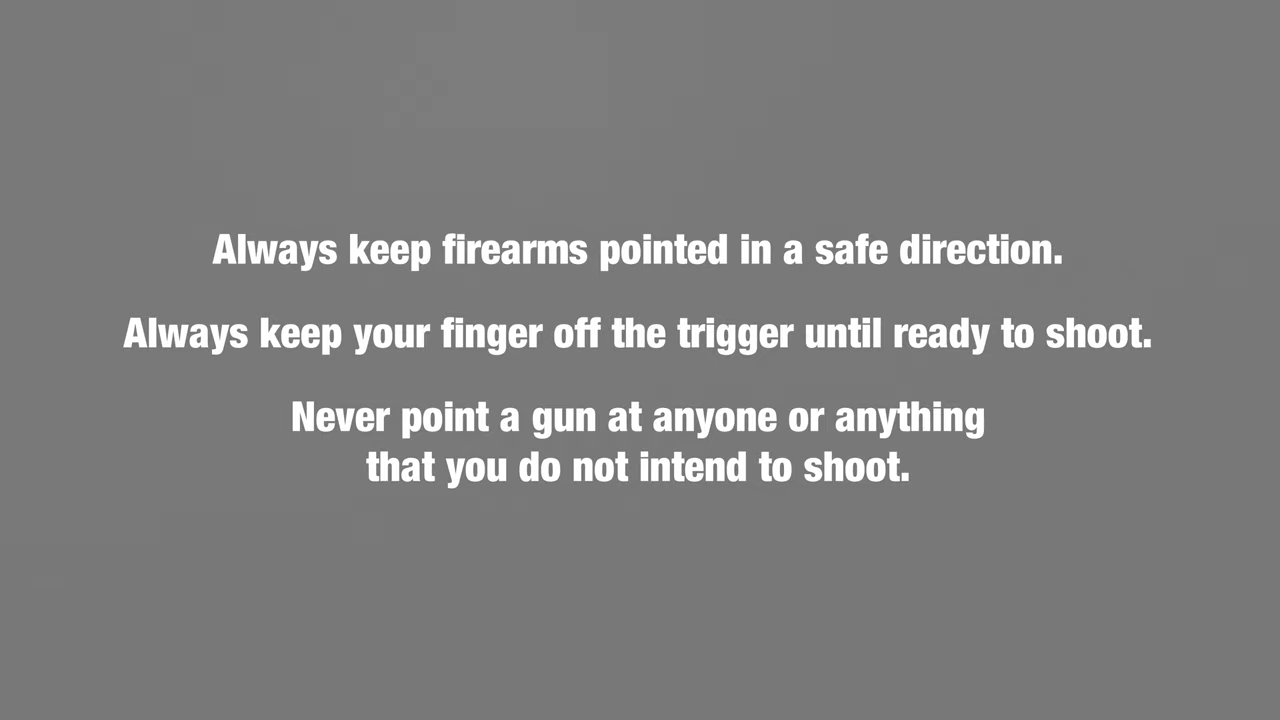 Always keep firearms pointed in a safe direction.
Always keep your finger off the trigger until ready to shoot.
Never point a gun at anyone or anything
that you do not intend to shoot.